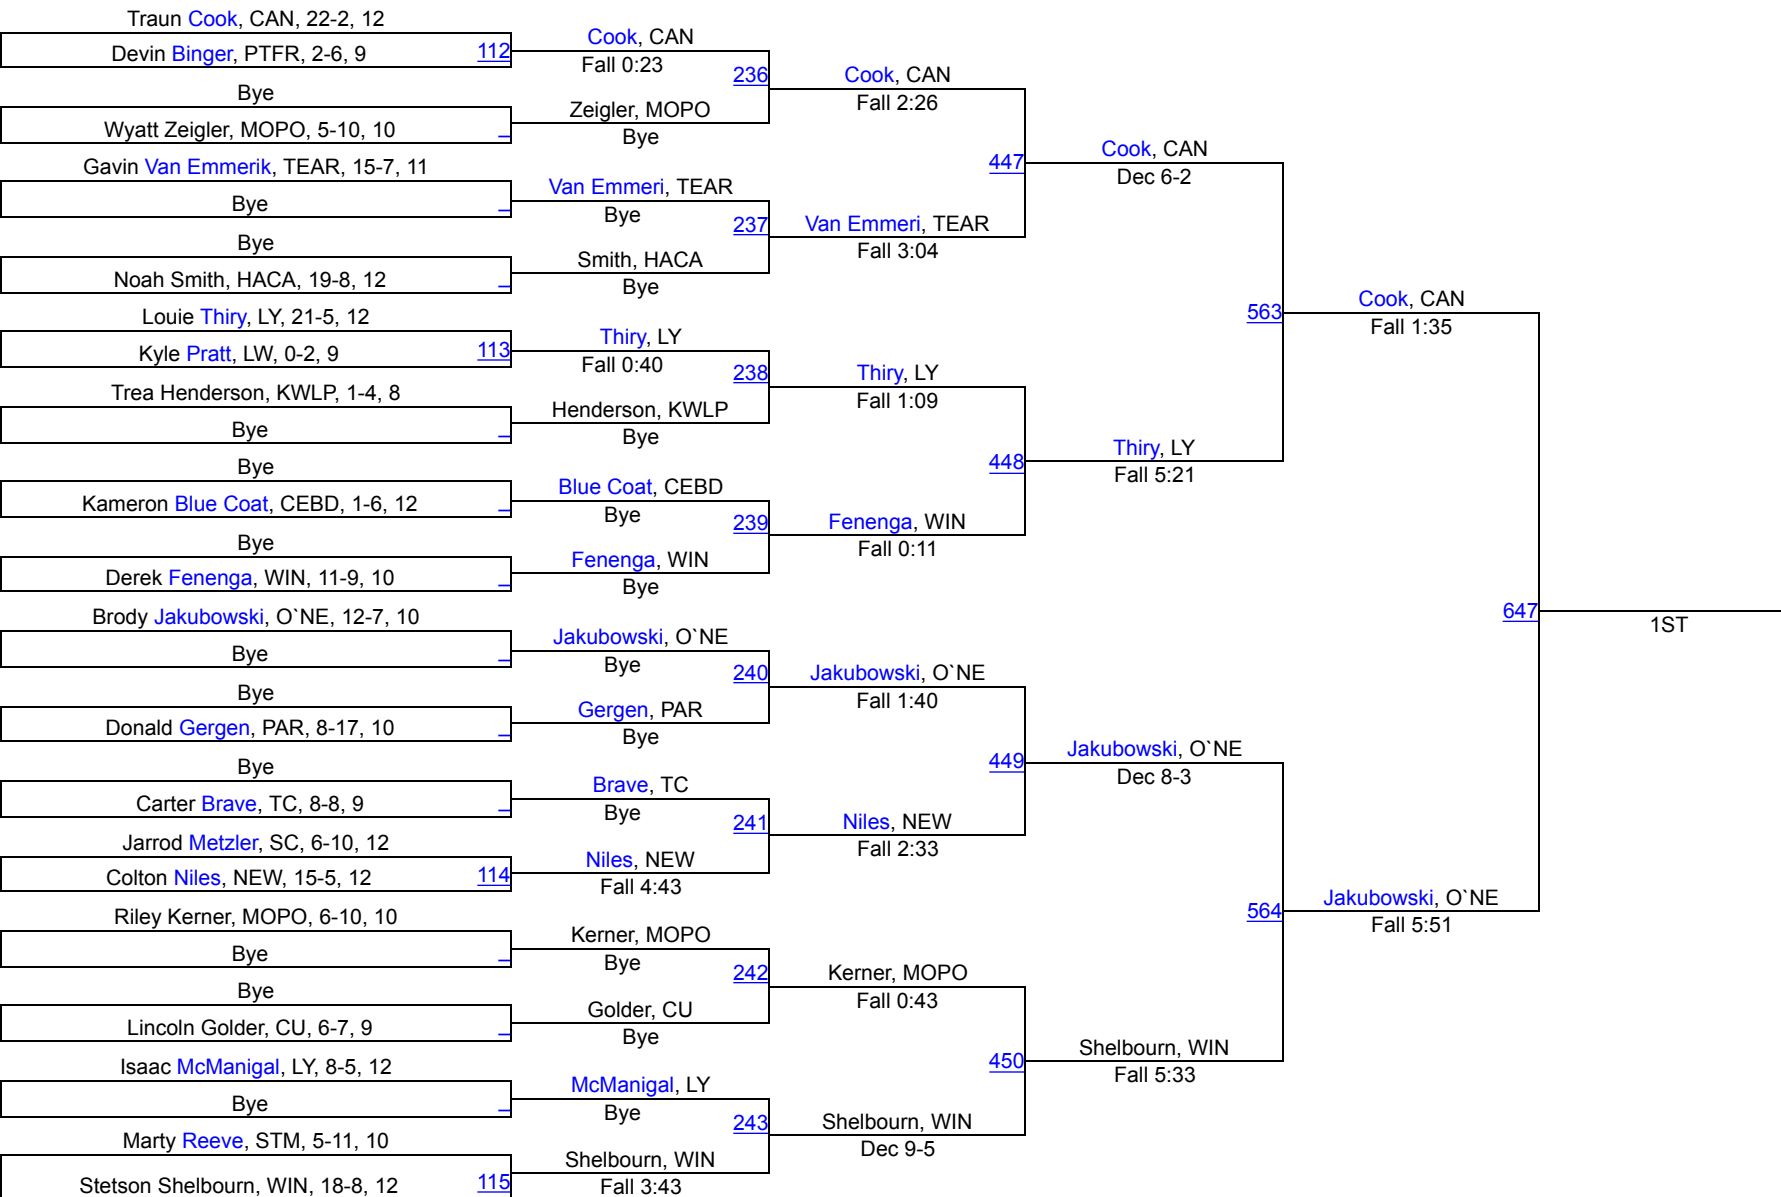 Traun Cook, CAN, 22-2, 12
Devin Binger, PTFR, 2-6, 9
112
Bye
Wyatt Zeigler, MOPO, 5-10, 10
Gavin Van Emmerik, TEAR, 15-7, 11
Bye
Bye
Noah Smith, HACA, 19-8, 12
Louie Thiry, LY, 21-5, 12
Kyle Pratt, LW, 0-2, 9
113
Trea Henderson, KWLP, 1-4, 8
Bye
Bye
Kameron Blue Coat, CEBD, 1-6, 12
Bye
Derek Fenenga, WIN, 11-9, 10
Brody Jakubowski, O`NE, 12-7, 10
Bye
Bye
Donald Gergen, PAR, 8-17, 10
Bye
Carter Brave, TC, 8-8, 9
Jarrod Metzler, SC, 6-10, 12
Colton Niles, NEW, 15-5, 12
114
Riley Kerner, MOPO, 6-10, 10
Bye
Bye
Lincoln Golder, CU, 6-7, 9
Isaac McManigal, LY, 8-5, 12
Bye
Marty Reeve, STM, 5-11, 10
Stetson Shelbourn, WIN, 18-8, 12
115
Cook, CAN
Fall 0:23
236
Zeigler, MOPO
Bye
Van Emmeri, TEAR
Bye
237
Smith, HACA
Bye
Thiry, LY
Fall 0:40
238
Henderson, KWLP
Bye
Blue Coat, CEBD
Bye
239
Fenenga, WIN
Bye
Jakubowski, O`NE
Bye
240
Gergen, PAR
Bye
Brave, TC
Bye
241
Niles, NEW
Fall 4:43
Kerner, MOPO
Bye
242
Golder, CU
Bye
McManigal, LY
Bye
243
Shelbourn, WIN
Fall 3:43
Cook, CAN
Fall 2:26
447
Van Emmeri, TEAR
Fall 3:04
Thiry, LY
Fall 1:09
448
Fenenga, WIN
Fall 0:11
Jakubowski, O`NE
Fall 1:40
449
Niles, NEW
Fall 2:33
Kerner, MOPO
Fall 0:43
450
Shelbourn, WIN
Dec 9-5
Cook, CAN
Dec 6-2
563
Thiry, LY
Fall 5:21
Jakubowski, O`NE
Dec 8-3
564
Shelbourn, WIN
Fall 5:33
Cook, CAN
Fall 1:35
647
Jakubowski, O`NE
Fall 5:51
1ST